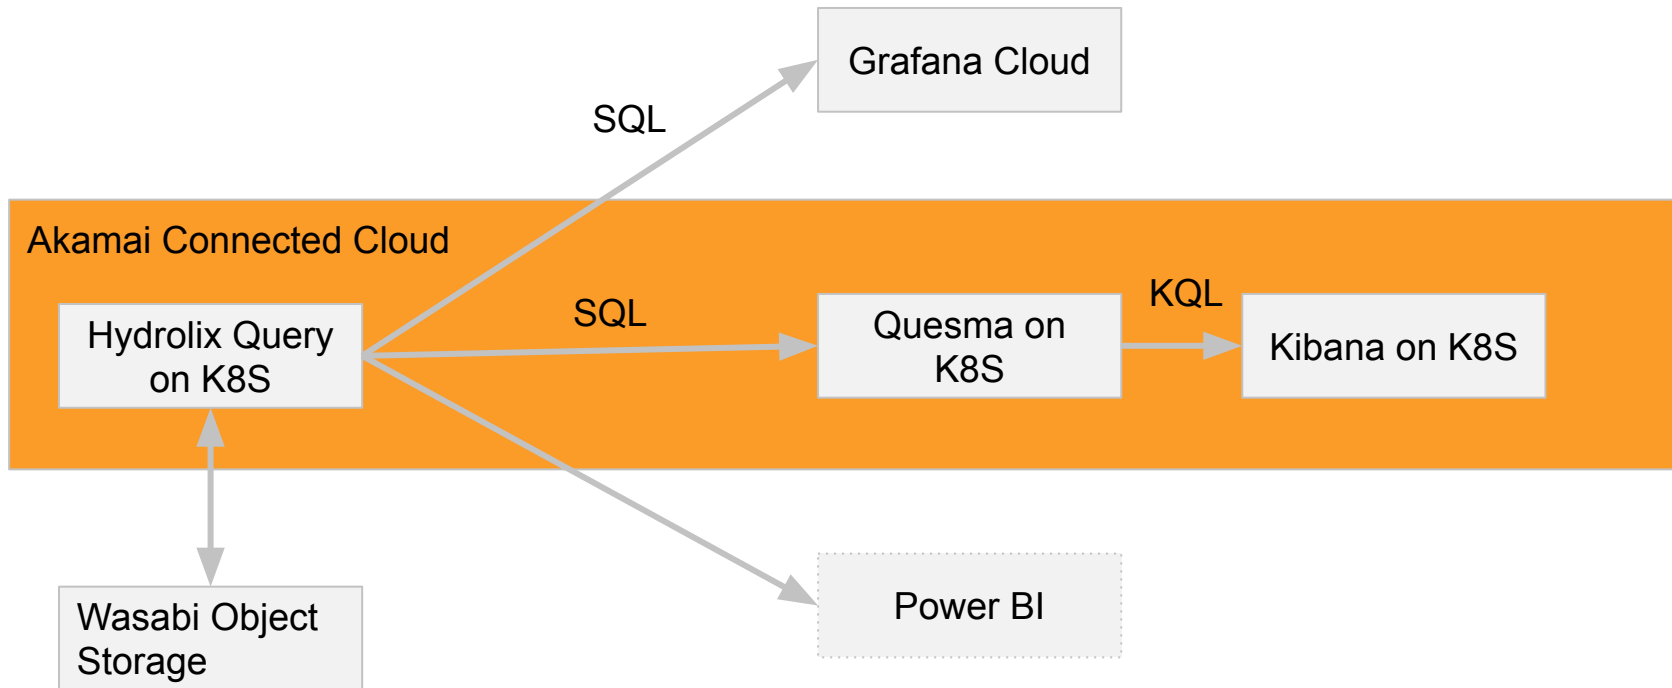 Grafana Cloud
SQL
Akamai Connected Cloud
Hydrolix Query
on K8S
SQL
Quesma on
K8S
KQL
Kibana on K8S
Wasabi Object
Storage
Power BI